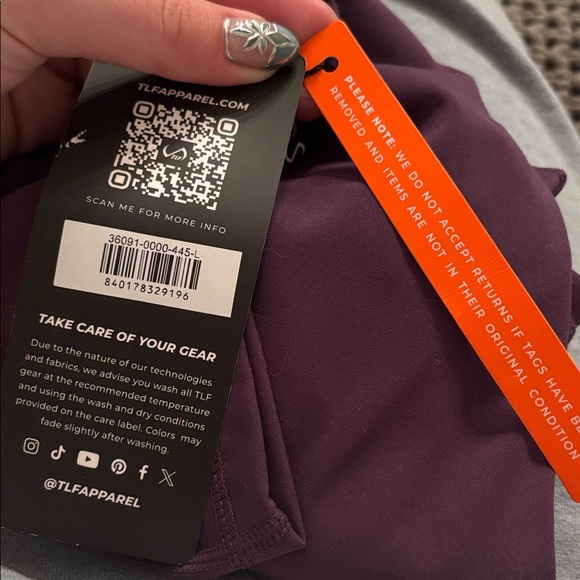 TLFAPPAREL.COM
SCAN ME FOR MORE INFO
36091-0000-445-L
840178329196
TAKE CARE OF YOUR GEAR
Due to the nature of our technologies
and fabrics, we advise you wash all TLF
gear at the recommended temperature
and using the wash and dry conditions
provided on the care label. Colors may
fade slightly after washing.
@TLFAPPAREL
PLEASE NOTE: WE DO NOT ACCEPT RETURNS IF TAGS HAVE BE
REMOVED AND ITEMS ARE NOT IN THEIR ORIGINAL CONDITION